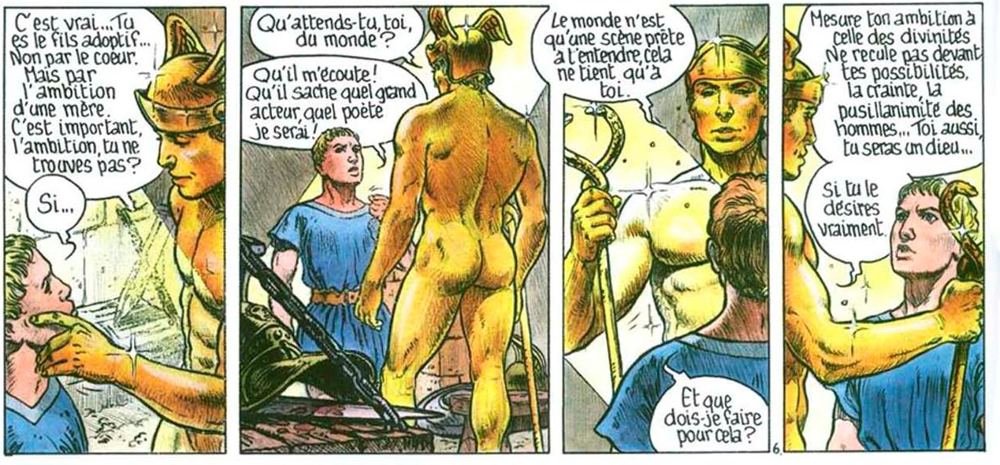 C'est vrai... Tu
es le fils adoptif...
Non par le coeur.
Mais par
l'ambition
d'une mère.
C'est important,
l'ambition, tu ne
trouves pas?
Si...
Qu'attends-tu, toi,
du monde?
Qu'il m'écoute!
Qu'il sache quel grand
acteur, quel poète
je serai!
Le monde n'est
qu'une scène prête
à t'entendre, cela
ne tient qu'à
toi.
Et que
dois-je faire
pour cela?
6.
Mesure ton ambition à
celle des divinités.
Ne recule pas devant
tes possibilités,
la crainte, la
pusillanimité des
hommes... Toi aussi,
tu seras un dieu...
Si tu le
désires
vraiment.